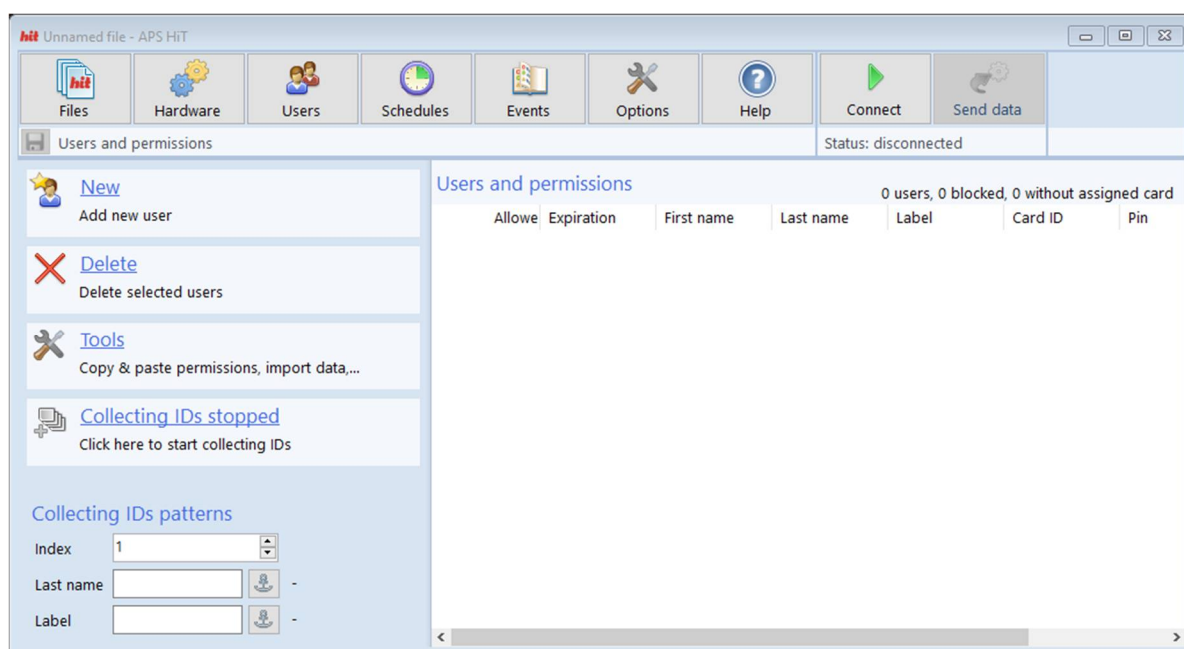 hit Unnamed file - APS HiT
hit
Files Hardware Users Schedules Events Options Help Connect Send data
Users and permissions Status: disconnected
New
Add new user
Delete
Delete selected users
Tools
Copy & paste permissions, import data,...
Collecting IDs stopped
Click here to start collecting IDs
Collecting IDs patterns
Index 1
Last name -
Label -
Users and permissions 0 users, 0 blocked, 0 without assigned card
Allowe Expiration First name Last name Label Card ID Pin